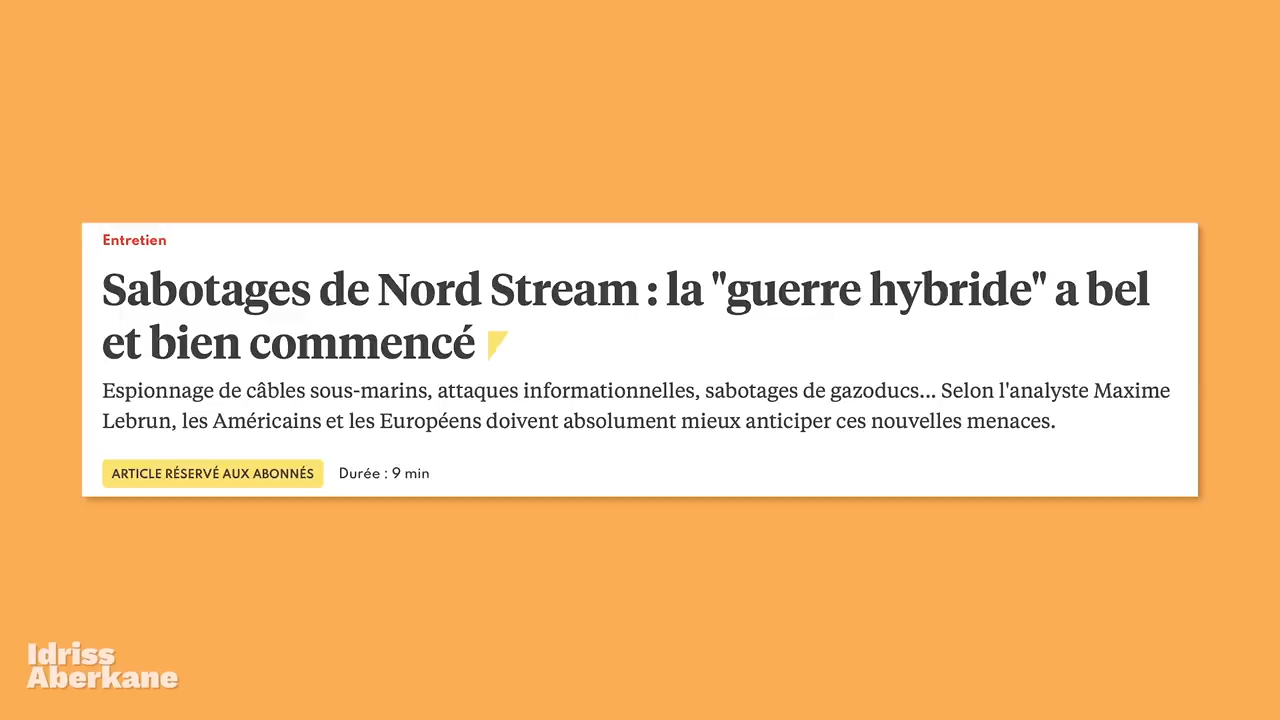 Entretien
Sabotages de Nord Stream : la "guerre hybride" a bel
et bien commencé
Espionnage de câbles sous-marins, attaques informationnelles, sabotages de gazoducs... Selon l'analyste Maxime
Lebrun, les Américains et les Européens doivent absolument mieux anticiper ces nouvelles menaces.
ARTICLE RÉSERVÉ AUX ABONNÉS Durée : 9 min
Idriss
Aberkane